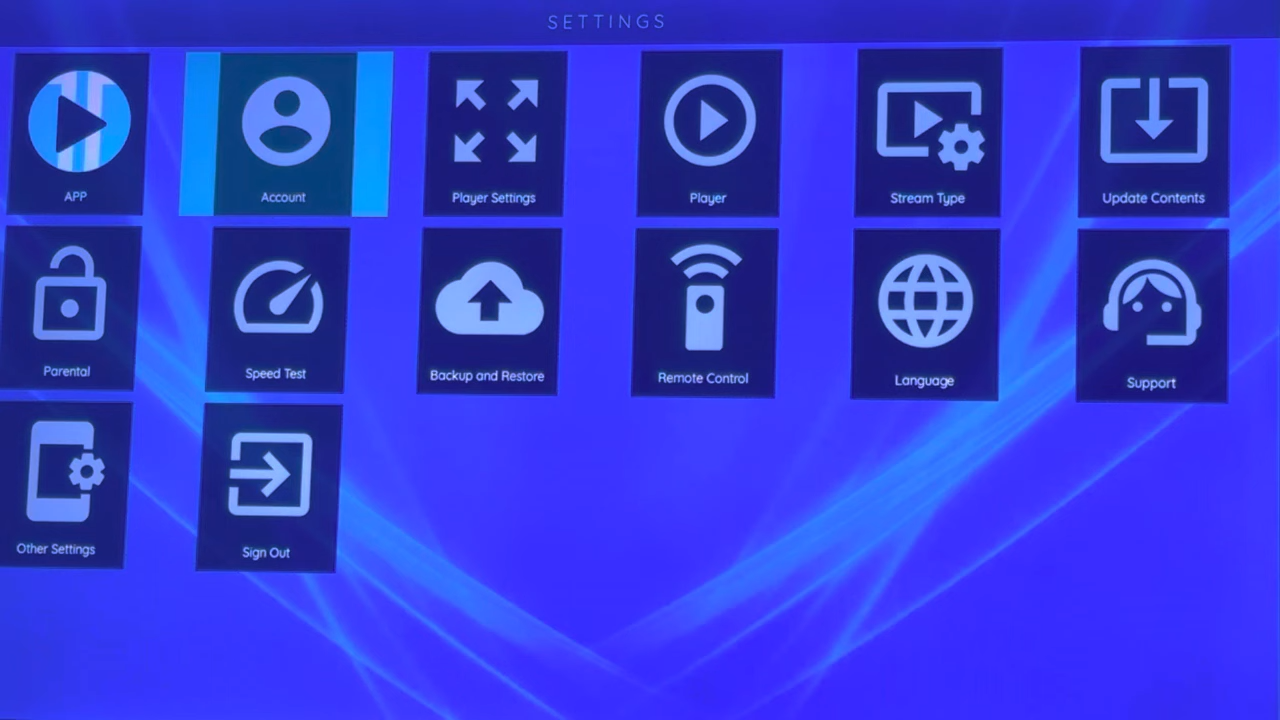 SETTINGS
APP
Account
Player Settings
Player
Stream Type
Update Contents
Parental
Speed Test
Backup and Restore
Remote Control
Language
Support
Other Settings
Sign Out